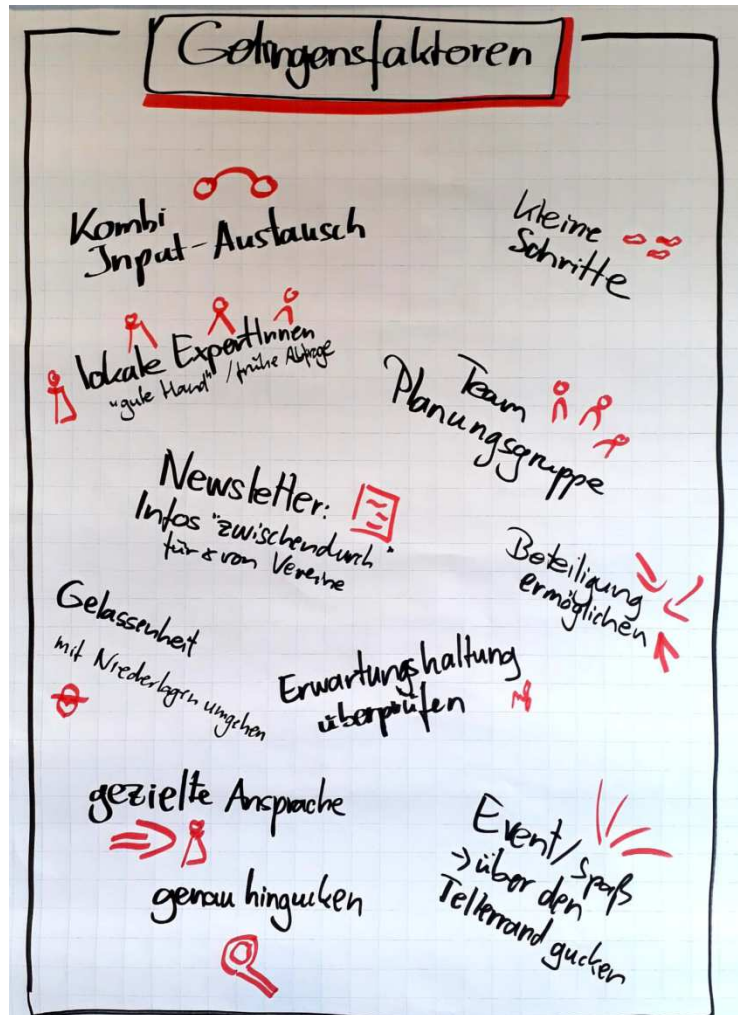 Gelingensfaktoren
Kombi
Input-Austausch
kleine
Schritte
lokale ExpertInnen
"gute Hand" / frühe Abfrage
Team
Planungsgruppe
Newsletter:
Infos "zwischendurch"
für & von Vereine
Beteiligung
ermöglichen
Gelassenheit
mit Niederlagen umgehen
Erwartungshaltung
überprüfen
gezielte Ansprache
genau hingucken
Event/Spaß
→ über den
Tellerrand gucken